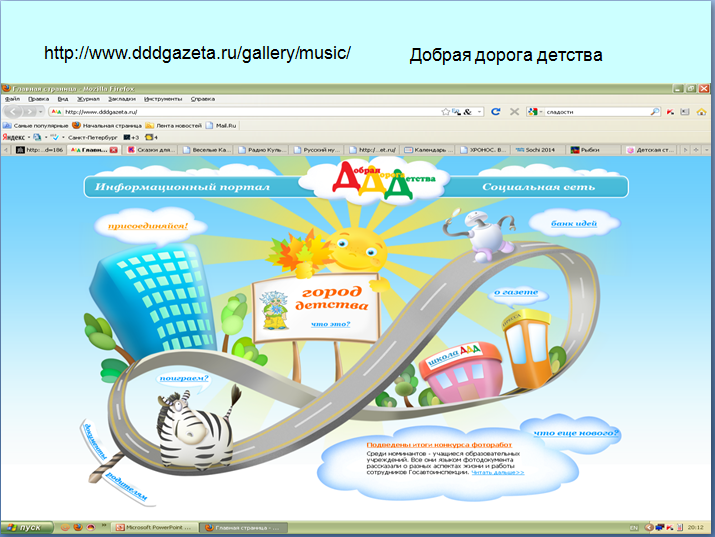 http://www.dddgazeta.ru/gallery/music/
Добрая дорога детства
Главная страница - Mozilla Firefox
Файл Правка Вид Журнал Закладки Инструменты Справка
http://www.dddgazeta.ru/
сладости
Самые популярные Начальная страница Лента новостей Mail.Ru
Яндекс Санкт-Петербург +3 4
http:...d=186 Главн... Сказки для... Веселые Ка... Радио Куль... Русский му... http:/...et.ru/ Календарь ... ХРОНОС. В... Sochi 2014 Рыбки Детская ст...
Информационный портал
Добрая Дорога Детства
Социальная сеть
присоединяйся!
банк идей
город
детства
что это?
о газете
школа ДДД
поиграем?
документы
родителям
что еще нового?
Подведены итоги конкурса фоторабот
Среди номинантов - учащиеся образовательных
учреждений. Все они языком фотодокумента
рассказали о разных аспектах жизни и работы
сотрудников Госавтоинспекции. Читать дальше>>
пуск
Microsoft PowerPoint ...
Главная страница - ...
EN
20:12